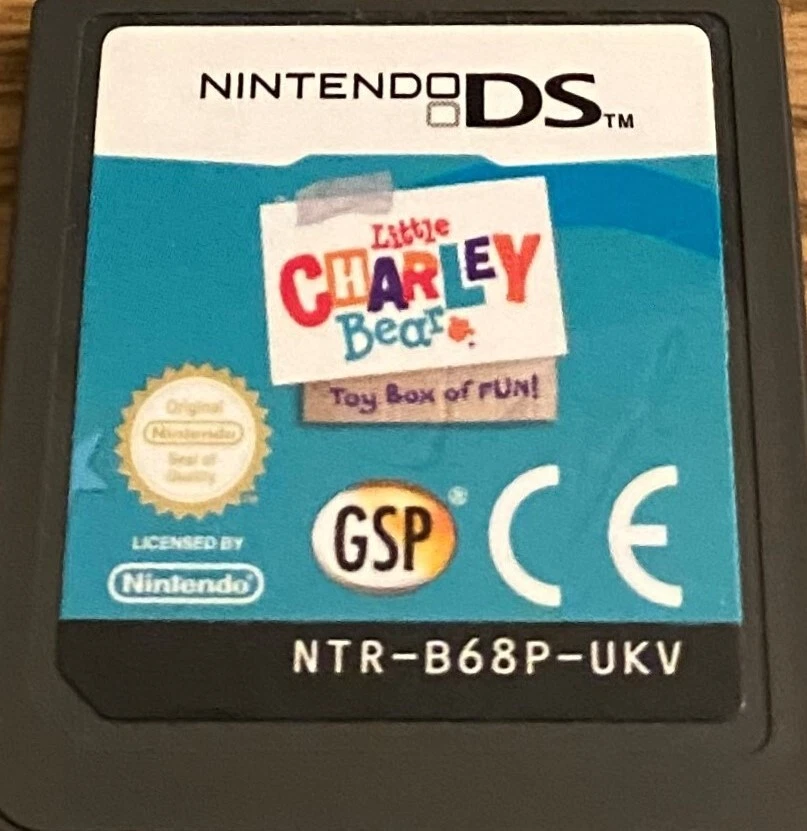 NINTENDO DS™
Little
CHARLEY
Bear
Toy Box of FUN!
Original
Nintendo
Seal of
Quality
LICENSED BY
Nintendo®
GSP®
CE
NTR-B68P-UKV